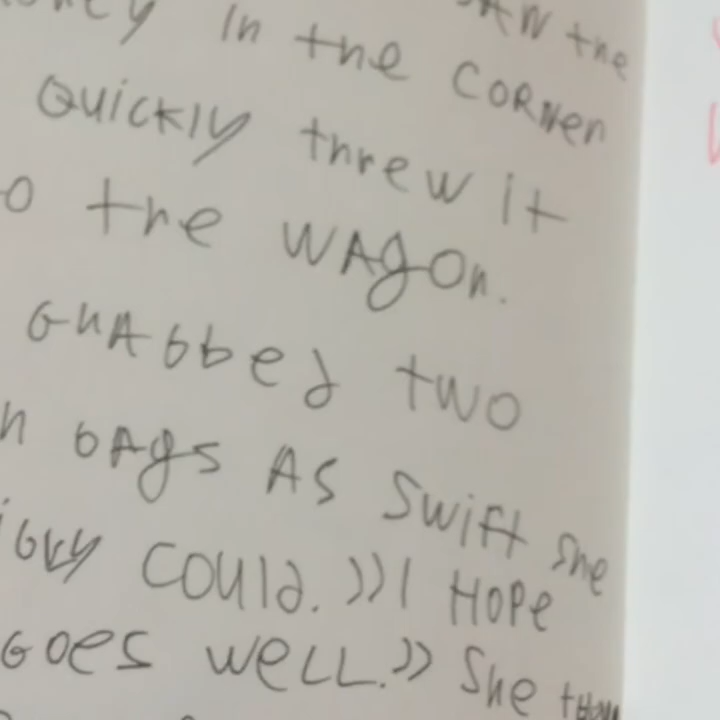 in the CORNER the
QUICKLY threw it
o the WAgOn.
GRAbbed two
n bAgs AS Swift She
Could. »I HOPe
GOes weLL.» She